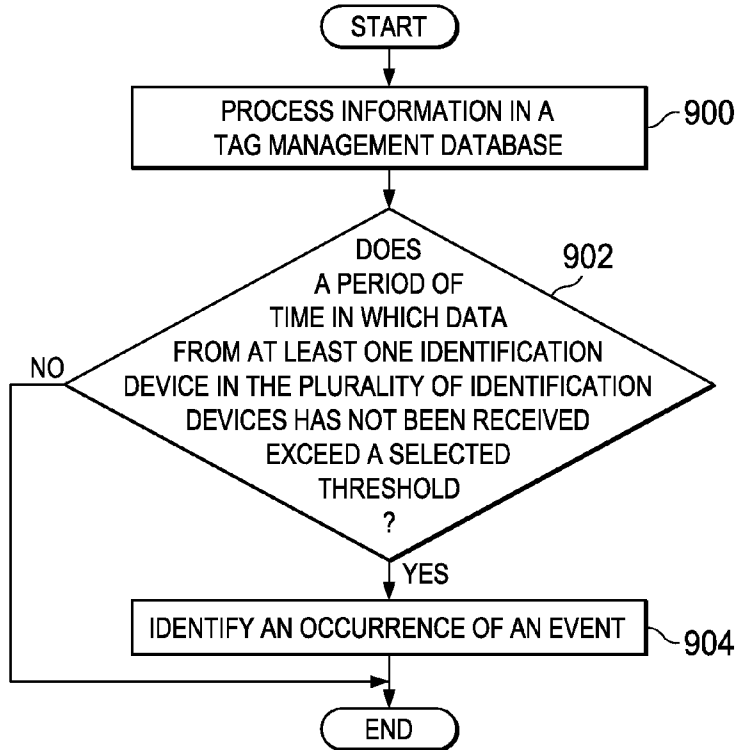 START
PROCESS INFORMATION IN A
TAG MANAGEMENT DATABASE
900
DOES
A PERIOD OF
TIME IN WHICH DATA
FROM AT LEAST ONE IDENTIFICATION
DEVICE IN THE PLURALITY OF IDENTIFICATION
DEVICES HAS NOT BEEN RECEIVED
EXCEED A SELECTED
THRESHOLD
?
902
NO
YES
IDENTIFY AN OCCURRENCE OF AN EVENT
904
END